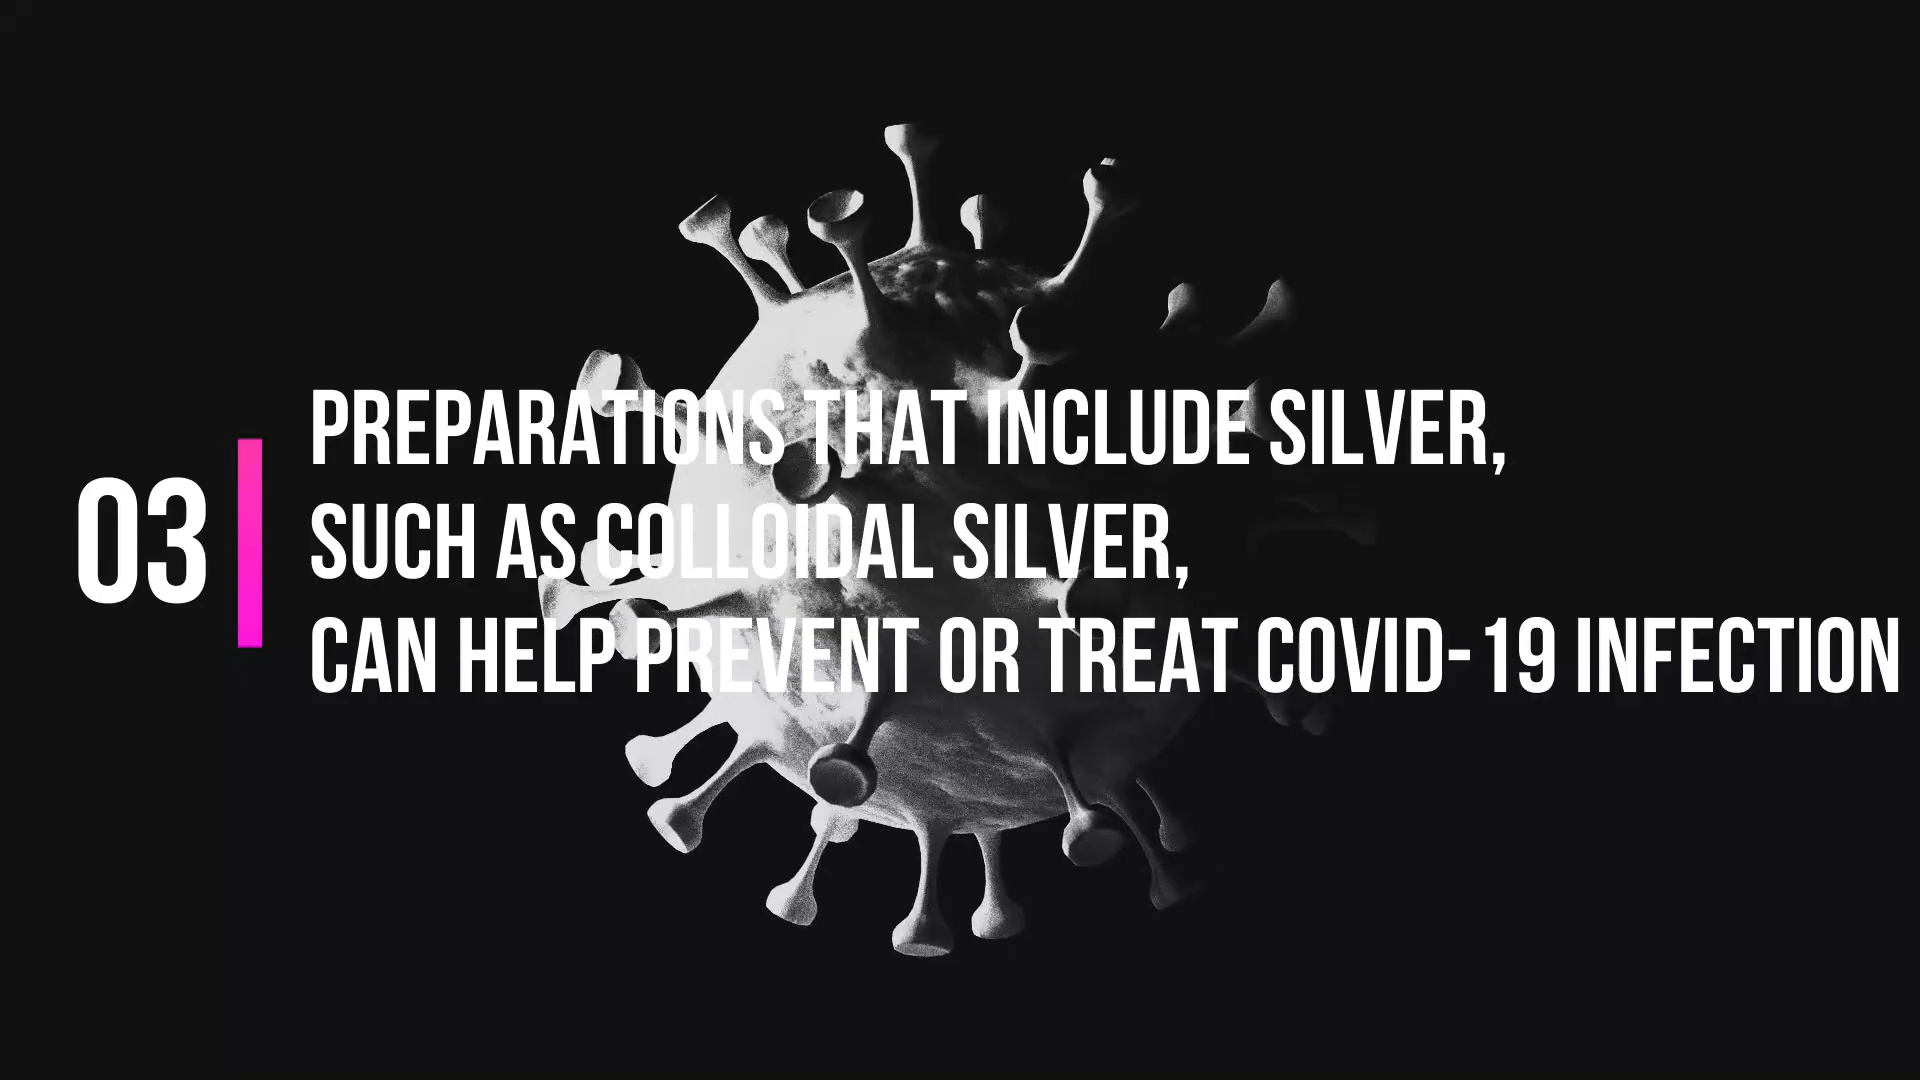 03
PREPARATIONS THAT INCLUDE SILVER,
SUCH AS COLLOIDAL SILVER,
CAN HELP PREVENT OR TREAT COVID-19 INFECTION